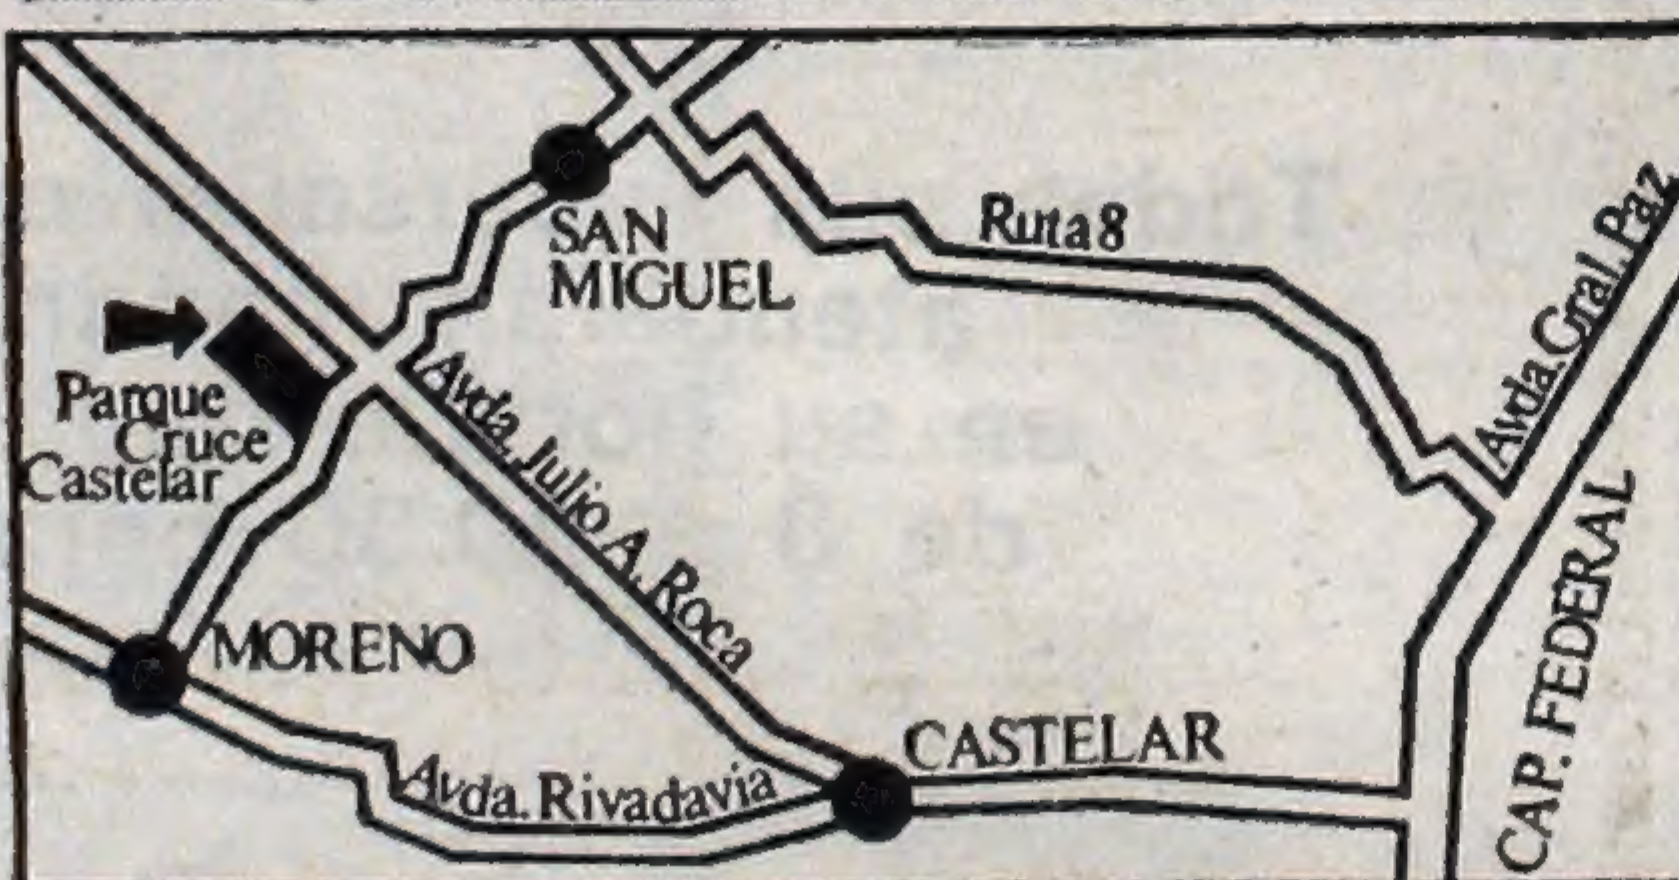 SAN
MIGUEL
Ruta 8
Avda. Gral. Paz
Parque
Cruce
Castelar
Avda. Julio A. Roca
MORENO
Avda. Rivadavia
CASTELAR
CAP. FEDERAL